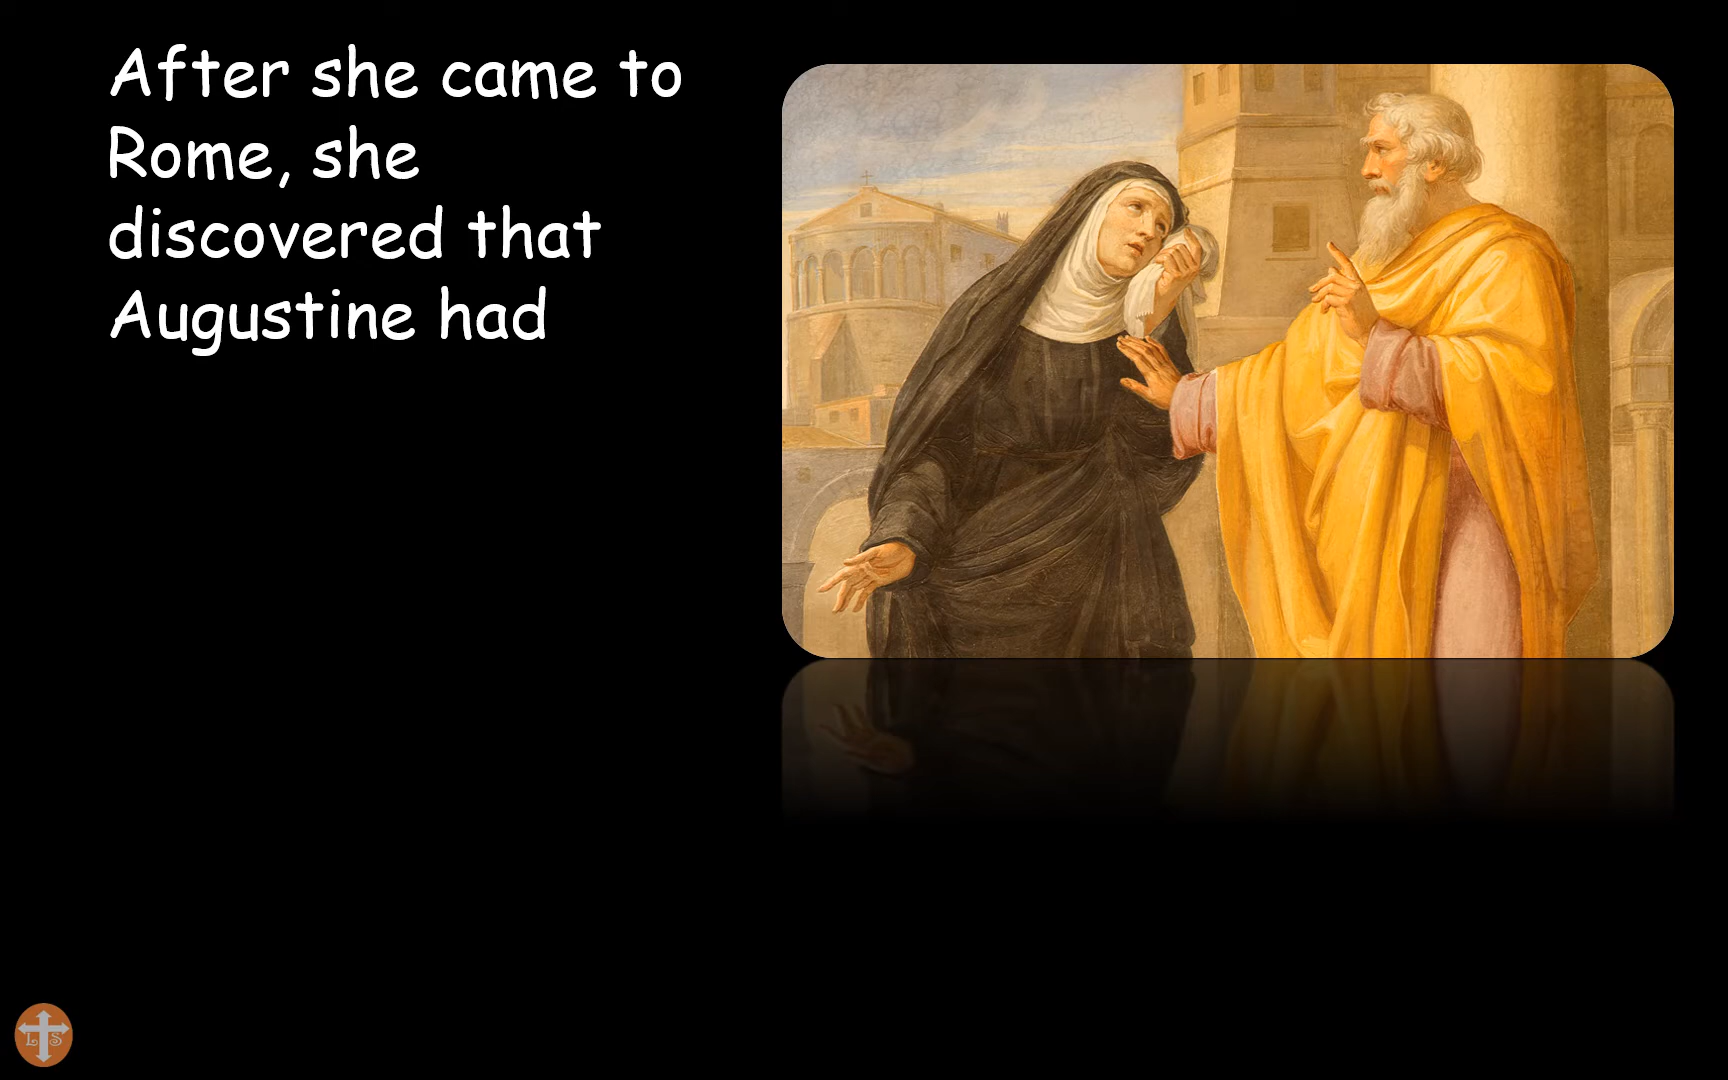 After she came to
Rome, she
discovered that
Augustine had
L S